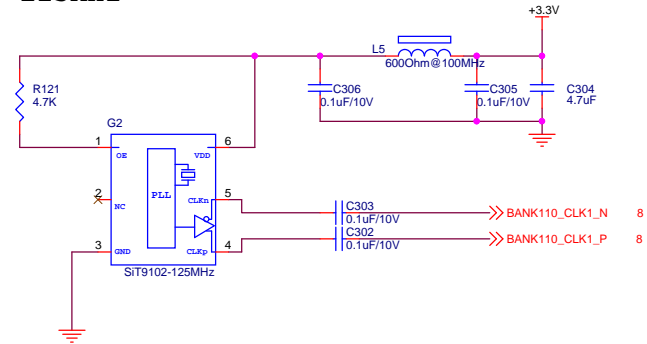 +3.3V
L5
600Ohm@100MHz
R121
4.7K
C306
0.1uF/10V
C305
0.1uF/10V
C304
4.7uF
G2
1
OE
VDD
6
2
NC
PLL
CLKn
5
3
GND
CLKp
4
SiT9102-125MHz
C303
0.1uF/10V
BANK110_CLK1_N 8
C302
0.1uF/10V
BANK110_CLK1_P 8